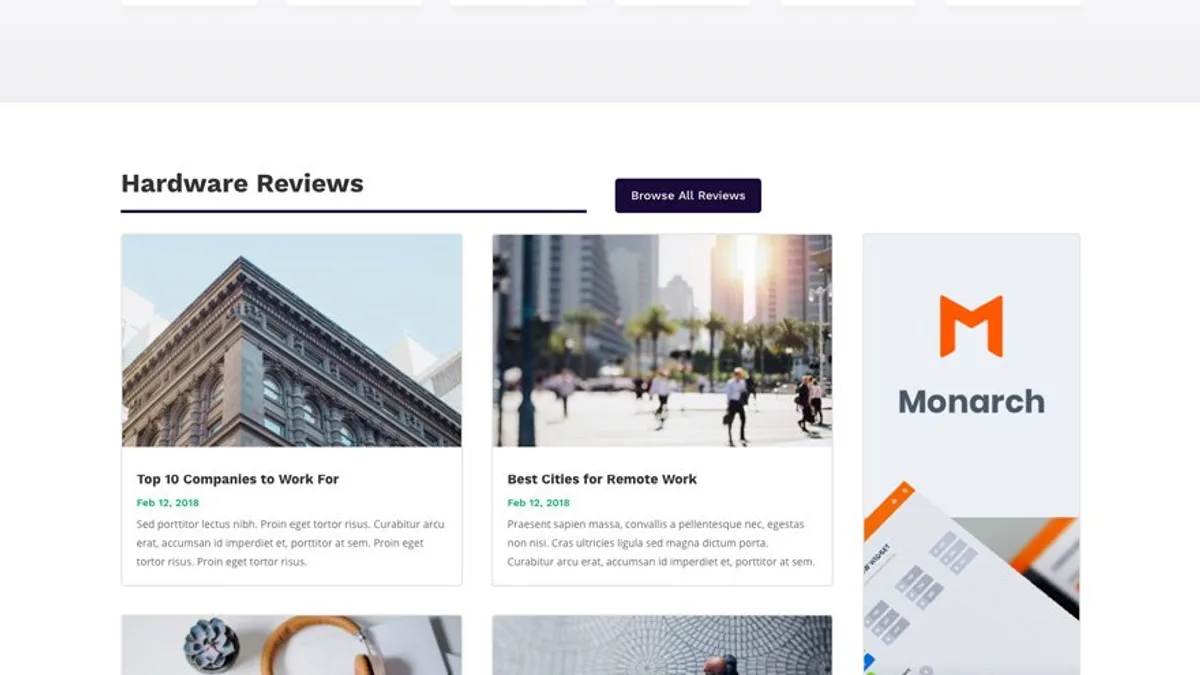 Hardware Reviews
Browse All Reviews
Top 10 Companies to Work For
Feb 12, 2018
Sed porttitor lectus nibh. Proin eget tortor risus. Curabitur arcu
erat, accumsan id imperdiet et, porttitor at sem. Proin eget
tortor risus. Proin eget tortor risus.
Best Cities for Remote Work
Feb 12, 2018
Praesent sapien massa, convallis a pellentesque nec, egestas
non nisi. Cras ultricies ligula sed magna dictum porta.
Curabitur arcu erat, accumsan id imperdiet et, porttitor at sem.
Monarch